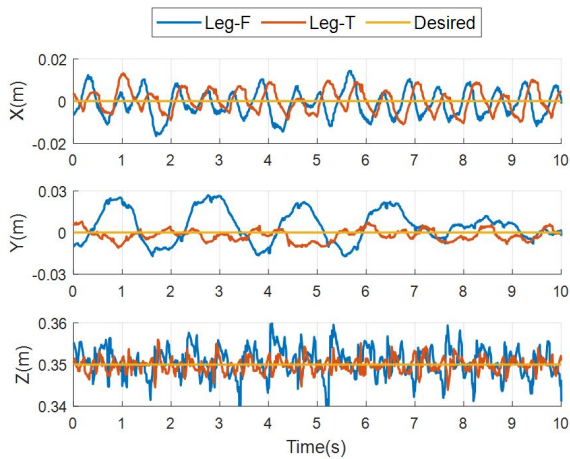 Leg-F Leg-T Desired
0.02
X(m)
0
-0.02
0 1 2 3 4 5 6 7 8 9 10
0.03
Y(m)
0
-0.03
0 1 2 3 4 5 6 7 8 9 10
0.36
Z(m)
0.35
0.34
0 1 2 3 4 5 6 7 8 9 10
Time(s)